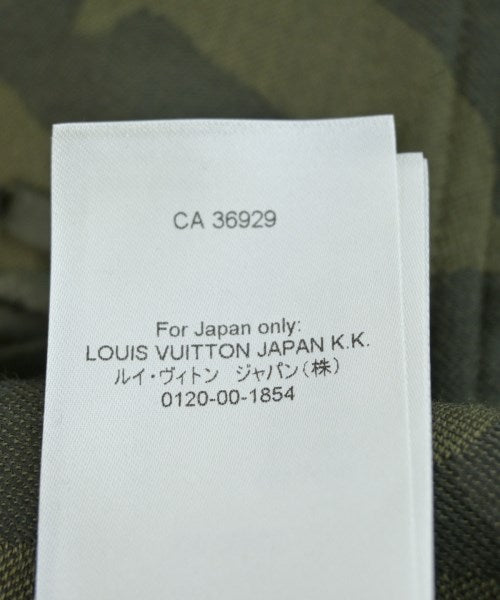 CA 36929
For Japan only:
LOUIS VUITTON JAPAN K.K.
ルイ・ヴィトン　ジャパン（株）
0120-00-1854